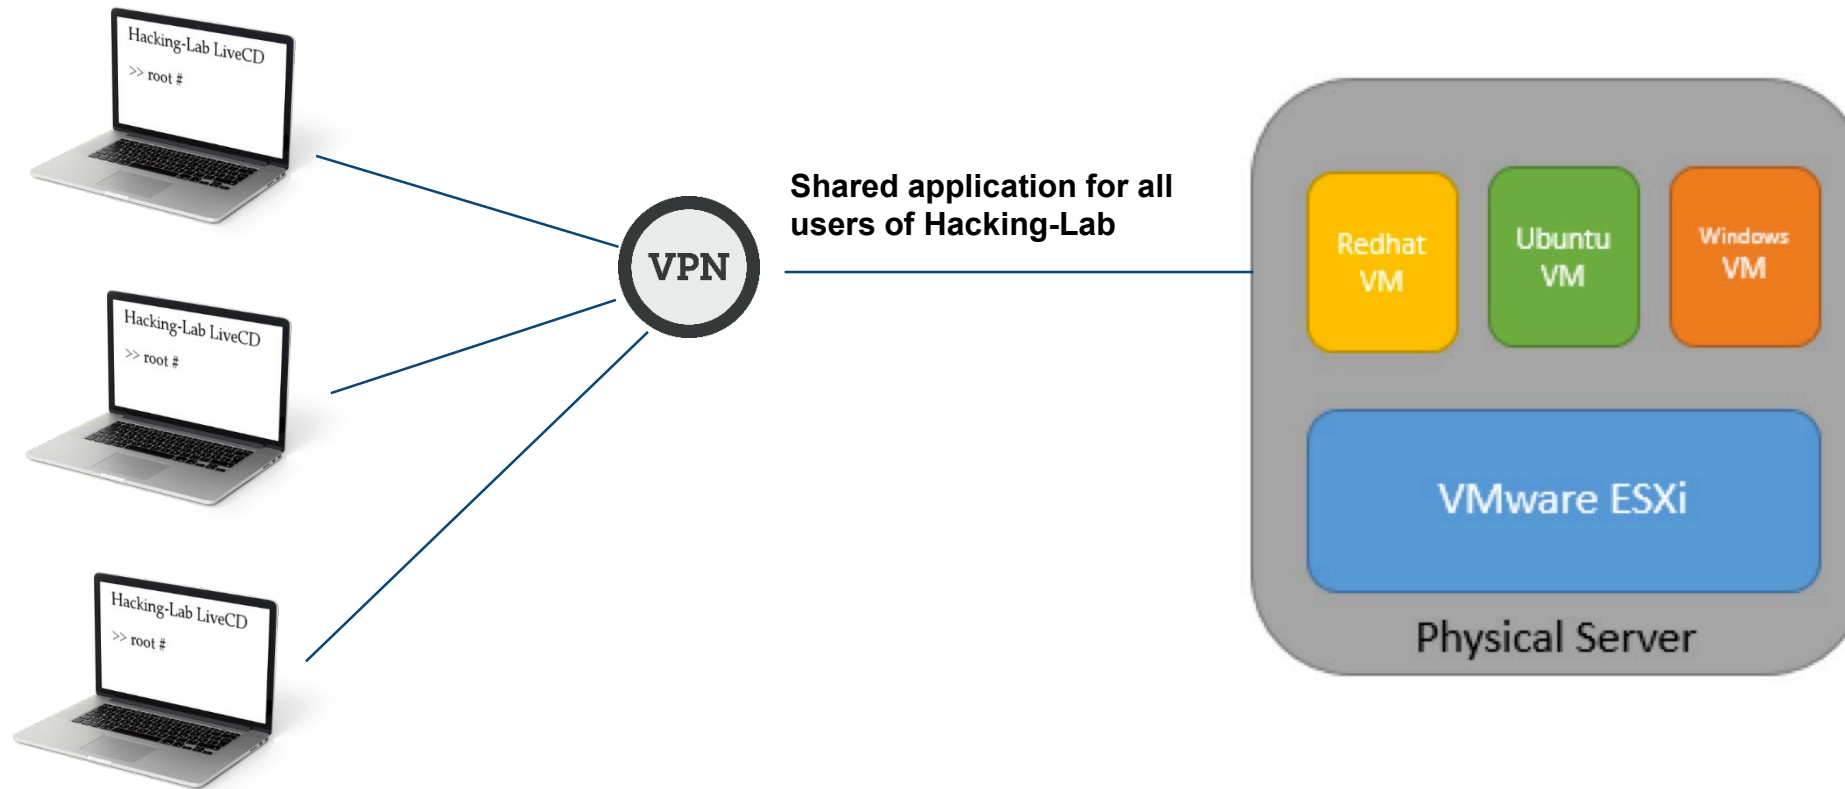 Hacking-Lab LiveCD
>> root #
Hacking-Lab LiveCD
>> root #
Hacking-Lab LiveCD
>> root #
VPN
Shared application for all
users of Hacking-Lab
Redhat
VM
Ubuntu
VM
Windows
VM
VMware ESXi
Physical Server